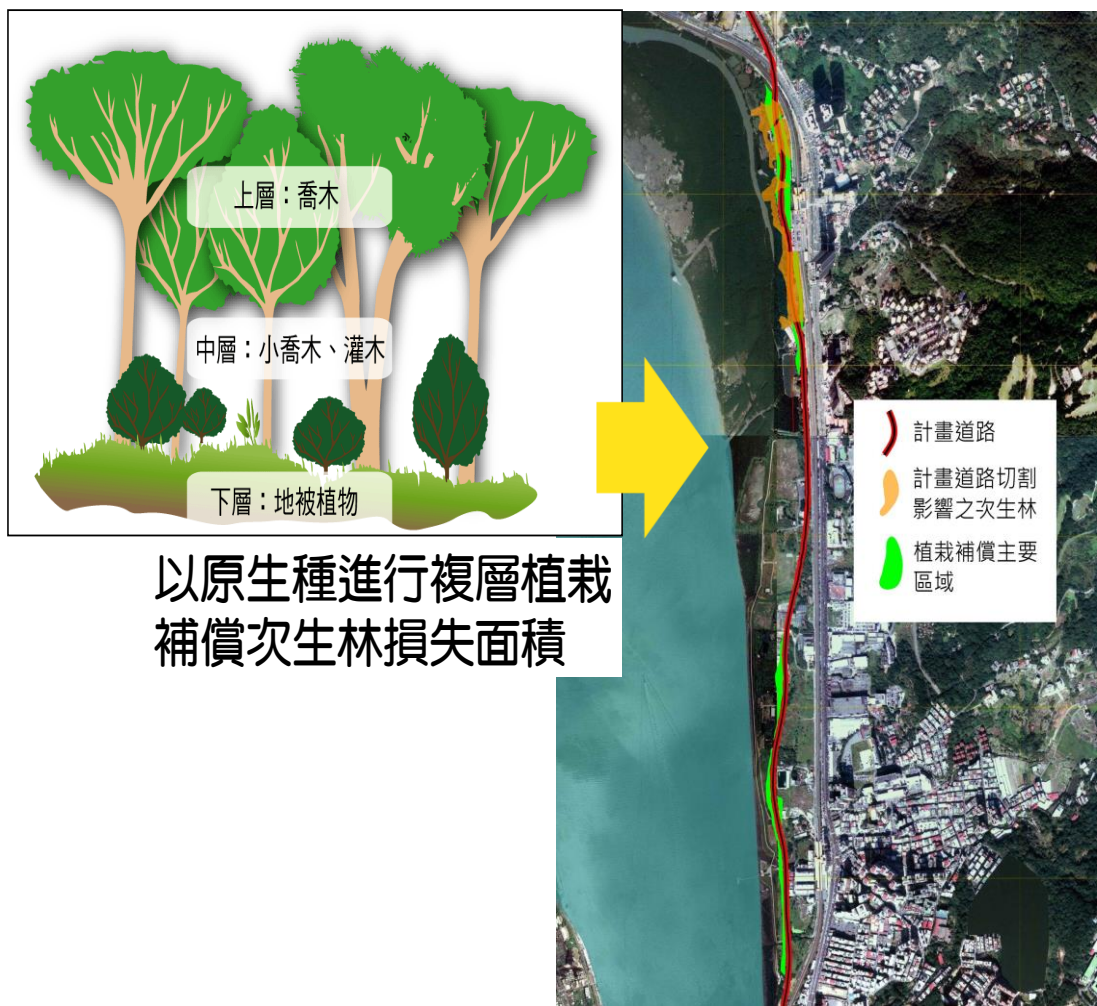 上層：喬木
中層：小喬木、灌木
下層：地被植物
以原生種進行複層植栽
補償次生林損失面積
計畫道路
計畫道路切割
影響之次生林
植栽補償主要
區域